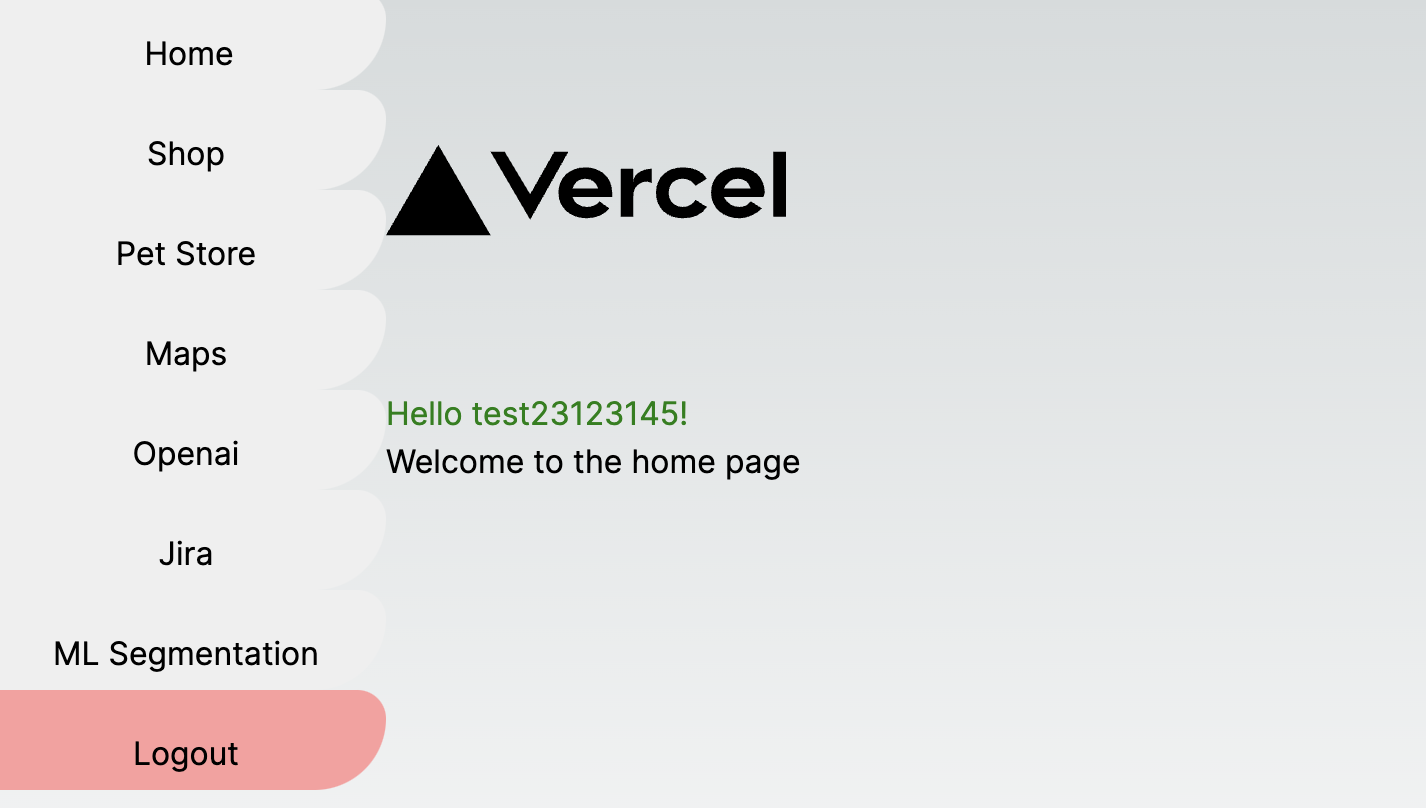 Home
Shop
Pet Store
Maps
Openai
Jira
ML Segmentation
Logout
Vercel
Hello test23123145!
Welcome to the home page